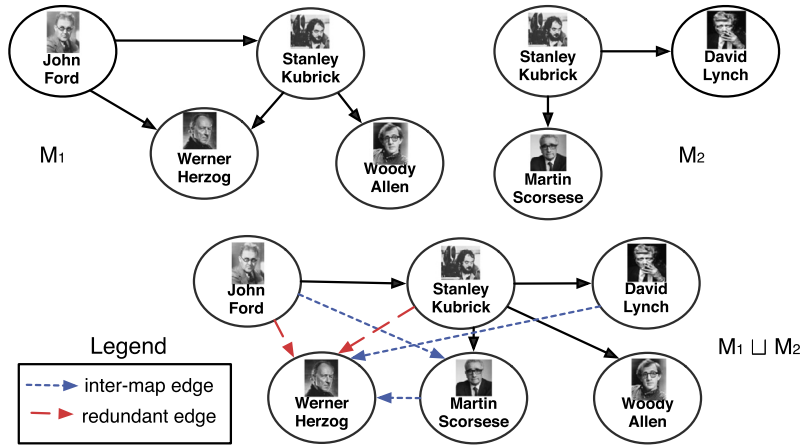 John
Ford
Stanley
Kubrick
Werner
Herzog
Woody
Allen
M1
Stanley
Kubrick
David
Lynch
Martin
Scorsese
M2
John
Ford
Stanley
Kubrick
David
Lynch
Werner
Herzog
Martin
Scorsese
Woody
Allen
M1 ⊔ M2
Legend
inter-map edge
redundant edge